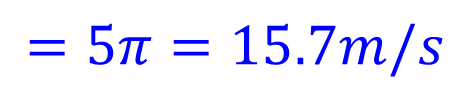 = 5π = 15.7m/s